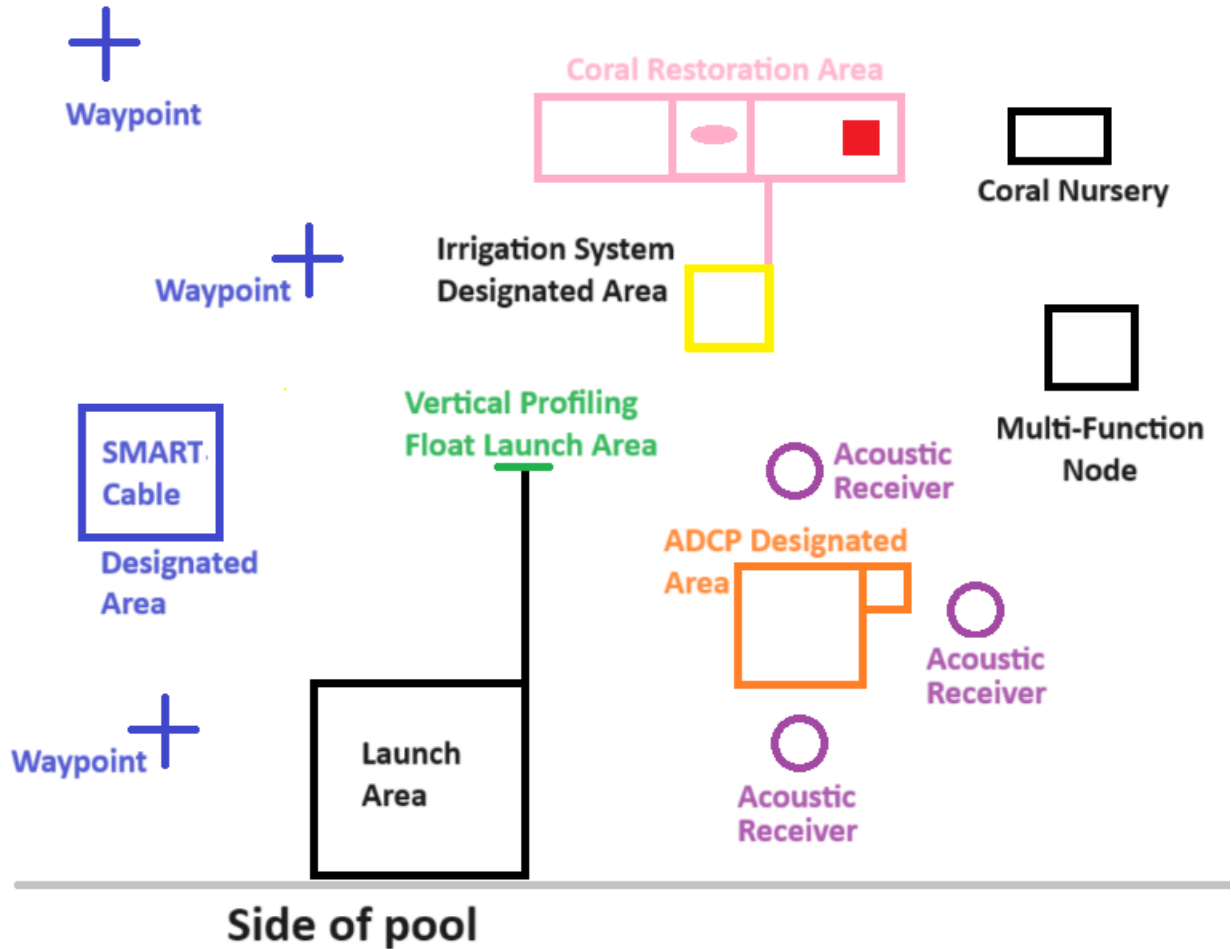 Coral Restoration Area
Waypoint
Coral Nursery
Irrigation System
Designated Area
Waypoint
Vertical Profiling
Float Launch Area
Multi-Function
Node
SMART
Cable
Designated
Area
Acoustic
Receiver
ADCP Designated
Area
Acoustic
Receiver
Waypoint
Launch
Area
Acoustic
Receiver
Side of pool